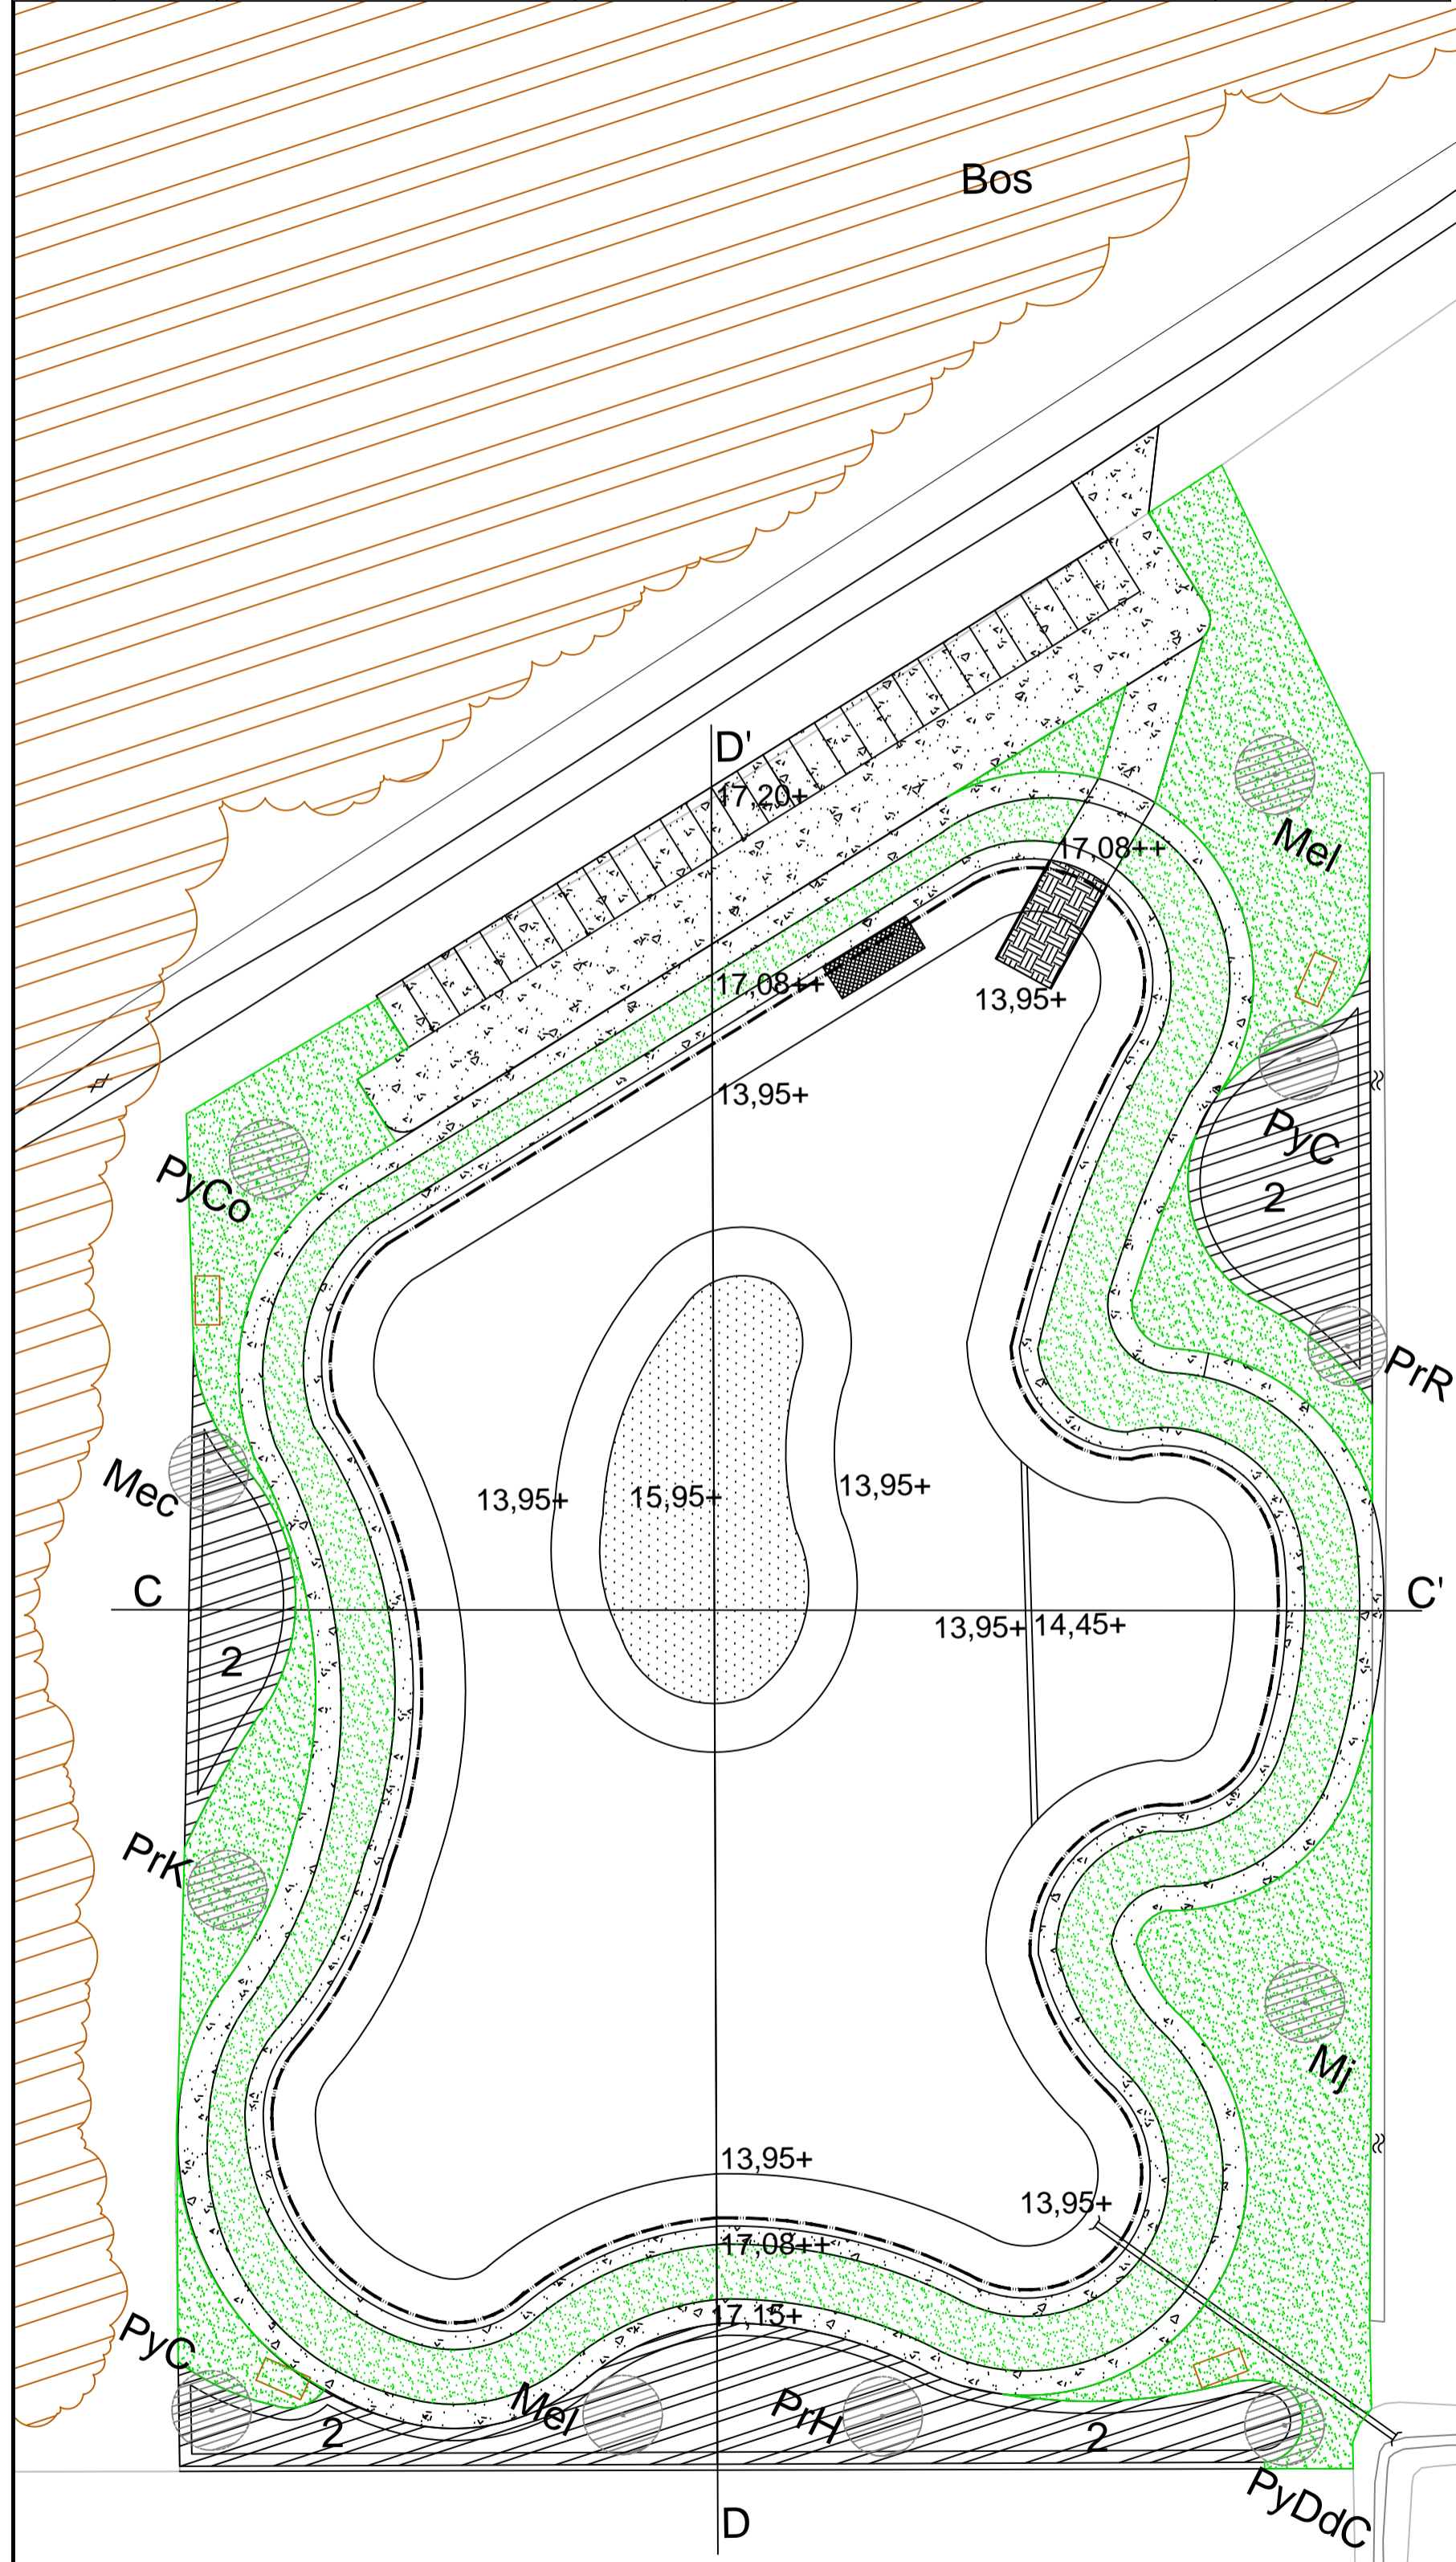 Bos
D'
17,20+
Mel
17,08++
17,08++
13,95+
13,95+
PyC
2
PyCo
PrR
Mec
13,95+
15,95+
13,95+
C
C'
13,95+
14,45+
2
PrK
Mj
13,95+
13,95+
17,08++
17,15+
PyC
Mel
PrH
2
2
PyDdC
D